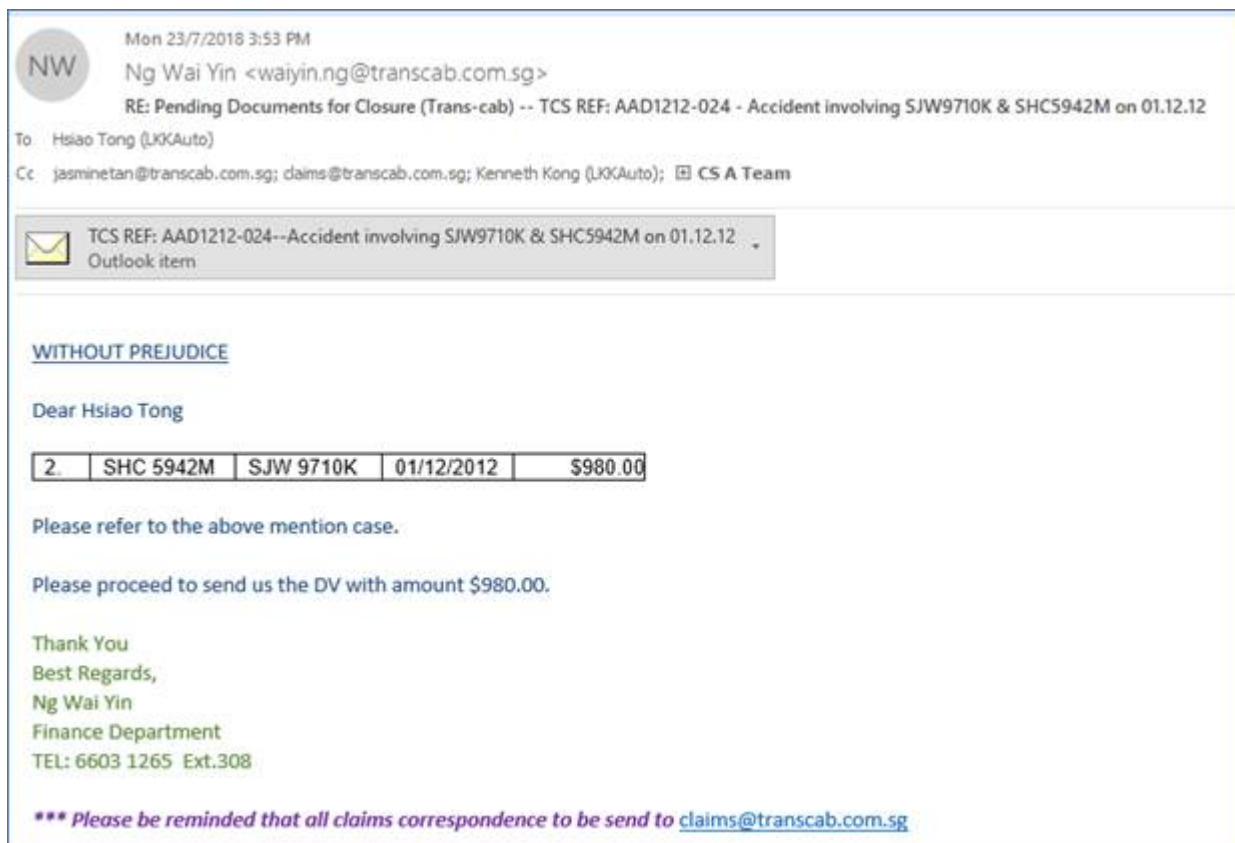 Mon 23/7/2018 3:53 PM
NW
Ng Wai Yin <waiyin.ng@transcab.com.sg>
RE: Pending Documents for Closure (Trans-cab) -- TCS REF: AAD1212-024 - Accident involving SJW9710K & SHC5942M on 01.12.12
To Hsiao Tong (LKKAuto)
Cc jasminetan@transcab.com.sg; claims@transcab.com.sg; Kenneth Kong (LKKAuto); CS A Team
TCS REF: AAD1212-024--Accident involving SJW9710K & SHC5942M on 01.12.12
Outlook item
WITHOUT PREJUDICE
Dear Hsiao Tong
2. SHC 5942M SJW 9710K 01/12/2012 $980.00
Please refer to the above mention case.
Please proceed to send us the DV with amount $980.00.
Thank You
Best Regards,
Ng Wai Yin
Finance Department
TEL: 6603 1265 Ext.308
*** Please be reminded that all claims correspondence to be send to claims@transcab.com.sg